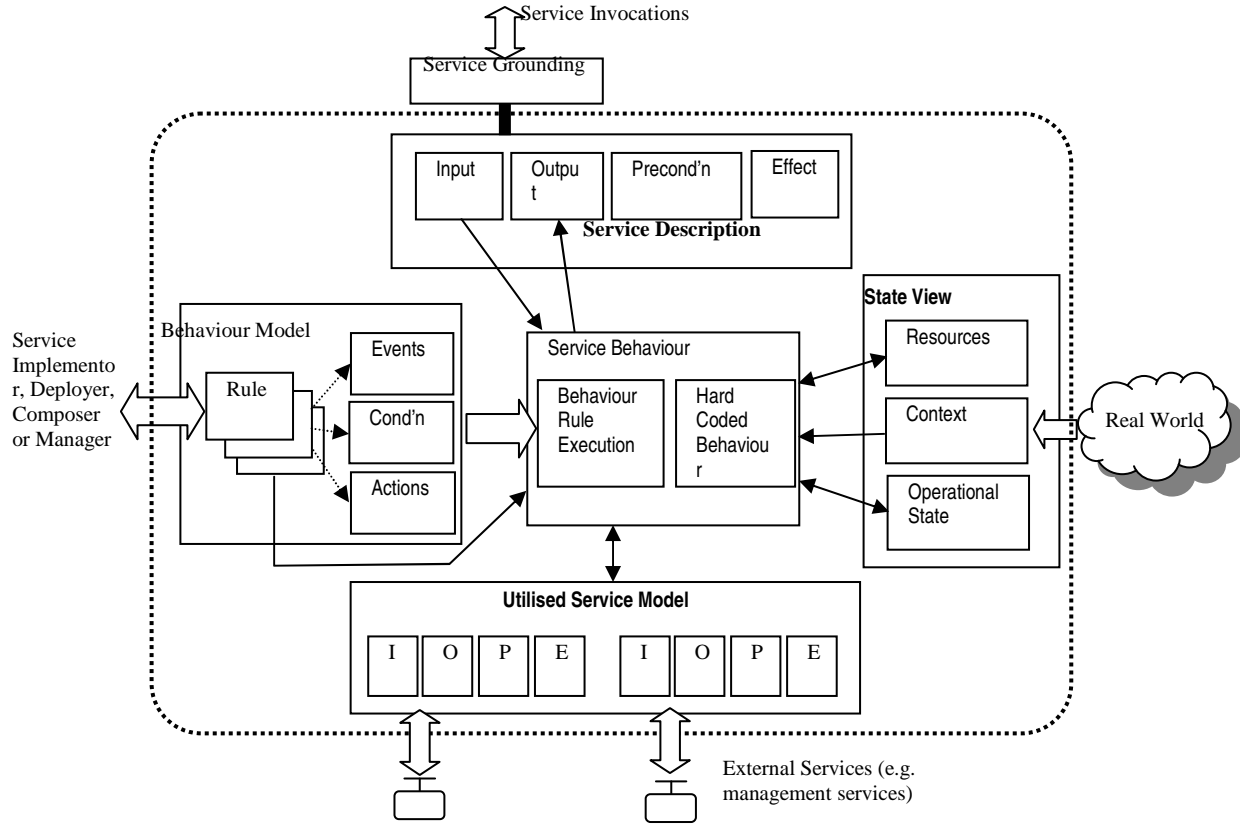 Service Invocations
Service Grounding
Input
Outpu
t
Precond'n
Effect
Service Description
Behaviour Model
Service
Implemento
r, Deployer,
Composer
or Manager
Rule
Events
Cond'n
Actions
Service Behaviour
Behaviour
Rule
Execution
Hard
Coded
Behaviou
r
State View
Resources
Context
Operational
State
Real World
Utilised Service Model
I O P E I O P E
External Services (e.g.
management services)